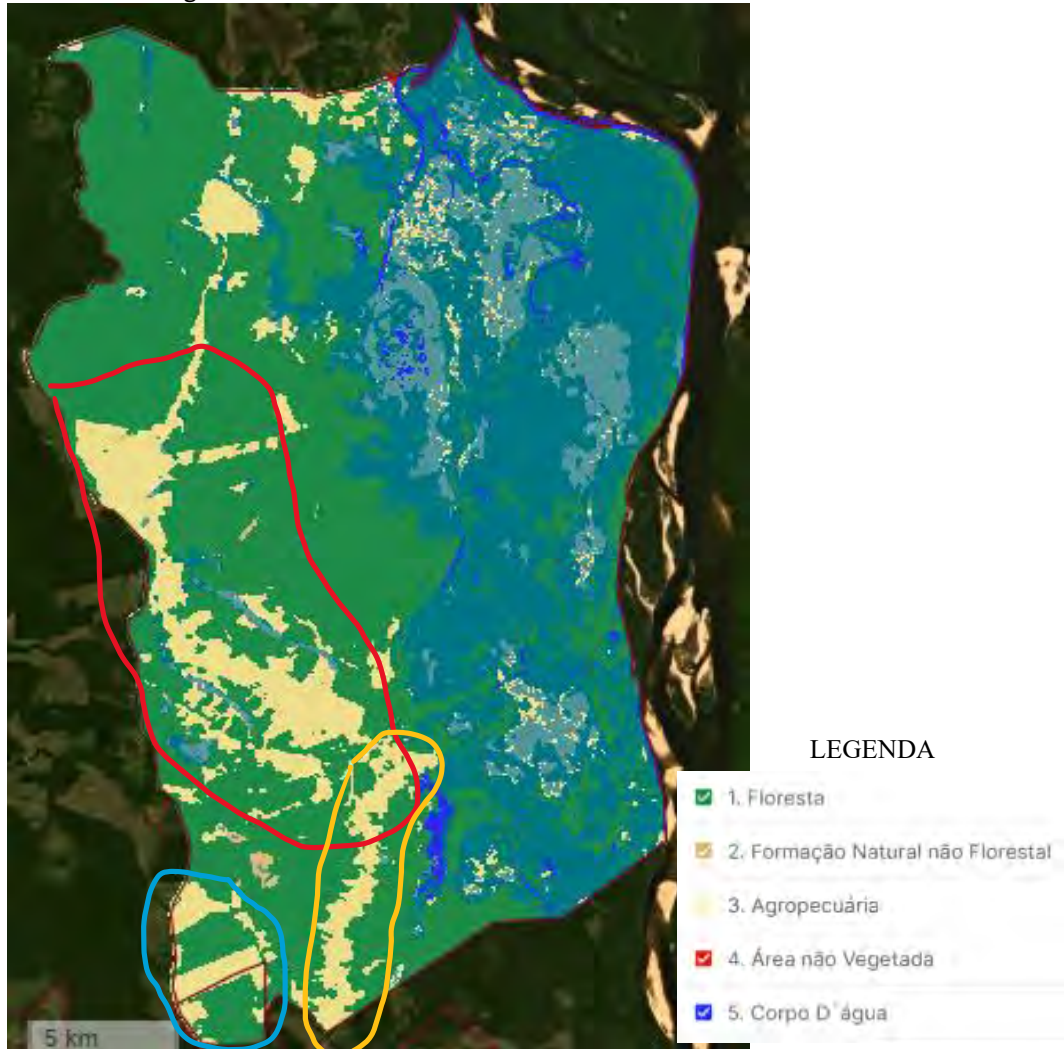 LEGENDA
1. Floresta
2. Formação Natural não Florestal
3. Agropecuária
4. Área não Vegetada
5. Corpo D´água
5 km